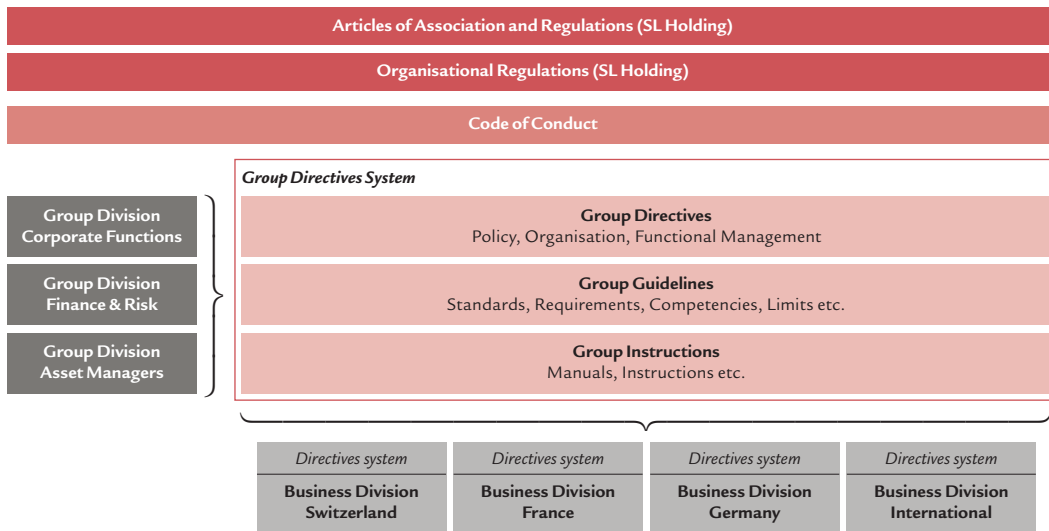 Articles of Association and Regulations (SL Holding)
Organisational Regulations (SL Holding)
Code of Conduct
Group Directives System
Group Division
Corporate Functions
Group Directives
Policy, Organisation, Functional Management
Group Division
Finance & Risk
Group Guidelines
Standards, Requirements, Competencies, Limits etc.
Group Division
Asset Managers
Group Instructions
Manuals, Instructions etc.
Directives system
Business Division
Switzerland
Directives system
Business Division
France
Directives system
Business Division
Germany
Directives system
Business Division
International